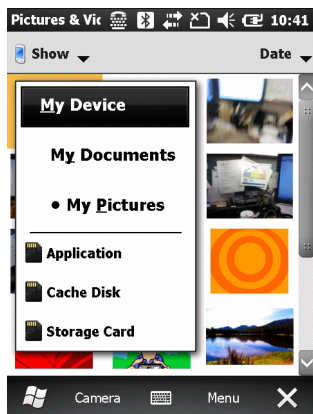 Pictures & Vic 10:41
Show Date
My Device
My Documents
• My Pictures
Application
Cache Disk
Storage Card
Camera Menu